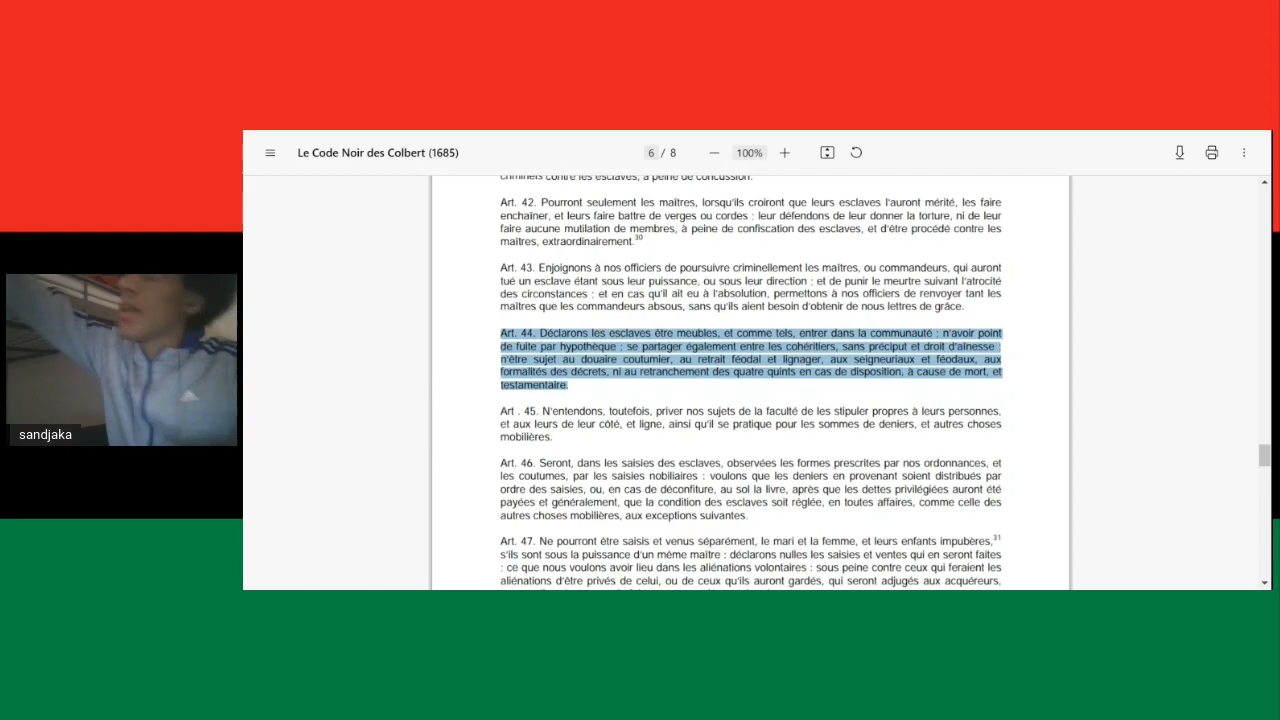 Le Code Noir des Colbert (1685)
6 / 8
100%
criminels contre les esclaves, à peine de concussion.
Art. 42. Pourront seulement les maîtres, lorsqu'ils croiront que leurs esclaves l'auront mérité, les faire
enchaîner, et leurs faire battre de verges ou cordes ; leur défendons de leur donner la torture, ni de leur
faire aucune mutilation de membres, à peine de confiscation des esclaves, et d'être procédé contre les
maîtres, extraordinairement.30
Art. 43. Enjoignons à nos officiers de poursuivre criminellement les maîtres, ou commandeurs, qui auront
tué un esclave étant sous leur puissance, ou sous leur direction ; et de punir le meurtre suivant l'atrocité
des circonstances ; et en cas qu'il ait eu à l'absolution, permettons à nos officiers de renvoyer tant les
maîtres que les commandeurs absous, sans qu'ils aient besoin d'obtenir de nous lettres de grâce.
Art. 44. Déclarons les esclaves être meubles, et comme tels, entrer dans la communauté ; n'avoir point
de fuite par hypothèque ; se partager également entre les cohéritiers, sans préciput et droit d'aînesse ;
n'être sujet au douaire coutumier, au retrait féodal et lignager, aux seigneuriaux et féodaux, aux
formalités des décrets, ni au retranchement des quatre quints en cas de disposition, à cause de mort, et
testamentaire.
Art . 45. N'entendons, toutefois, priver nos sujets de la faculté de les stipuler propres à leurs personnes,
et aux leurs de leur côté, et ligne, ainsi qu'il se pratique pour les sommes de deniers, et autres choses
mobilières.
Art. 46. Seront, dans les saisies des esclaves, observées les formes prescrites par nos ordonnances, et
les coutumes, par les saisies nobiliaires : voulons que les deniers en provenant soient distribués par
ordre des saisies, ou, en cas de déconfiture, au sol la livre, après que les dettes privilégiées auront été
payées et généralement, que la condition des esclaves soit réglée, en toutes affaires, comme celle des
autres choses mobilières, aux exceptions suivantes.
Art. 47. Ne pourront être saisis et venus séparément, le mari et la femme, et leurs enfants impubères,31
s'ils sont sous la puissance d'un même maître : déclarons nulles les saisies et ventes qui en seront faites
: ce que nous voulons avoir lieu dans les aliénations volontaires : sous peine contre ceux qui feraient les
aliénations d'être privés de celui, ou de ceux qu'ils auront gardés, qui seront adjugés aux acquéreurs,
sandjaka